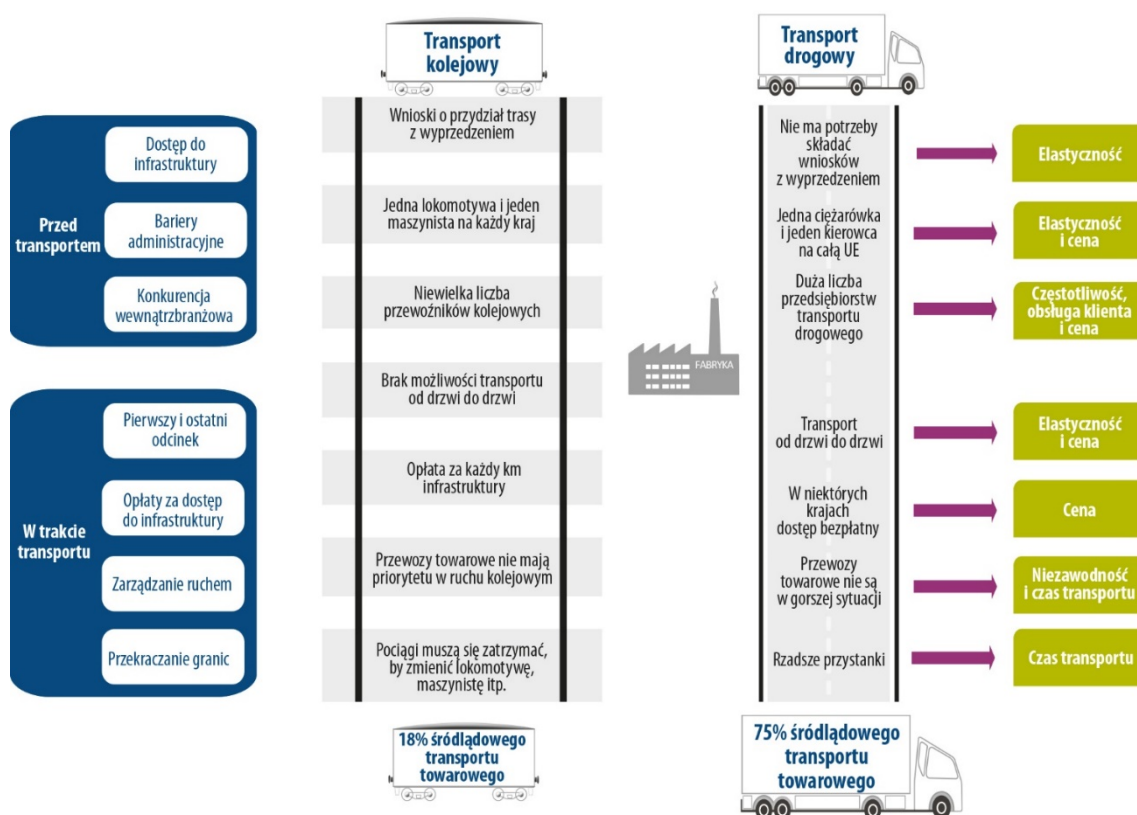 Transport
kolejowy
Transport
drogowy
Przed
transportem
Dostęp do
infrastruktury
Wnioski o przydział trasy
z wyprzedzeniem
Nie ma potrzeby
składać
wniosków
z wyprzedzeniem
Elastyczność
Bariery
administracyjne
Jedna lokomotywa i jeden
maszynista na każdy kraj
Jedna ciężarówka
i jeden kierowca
na całą UE
Elastyczność
i cena
Konkurencja
wewnątrzbranżowa
Niewielka liczba
przewoźników kolejowych
Duża liczba
przedsiębiorstw
transportu
drogowego
Częstotliwość,
obsługa klienta
i cena
FABRYKA
W trakcie
transportu
Pierwszy i ostatni
odcinek
Brak możliwości transportu
od drzwi do drzwi
Transport
od drzwi do drzwi
Elastyczność
i cena
Opłaty za dostęp
do infrastruktury
Opłata za każdy km
infrastruktury
W niektórych
krajach
dostęp bezpłatny
Cena
Zarządzanie ruchem
Przewozy towarowe nie mają
priorytetu w ruchu kolejowym
Przewozy
towarowe nie są
w gorszej sytuacji
Niezawodność
i czas transportu
Przekraczanie granic
Pociągi muszą się zatrzymać,
by zmienić lokomotywę,
maszynistę itp.
Rzadsze przystanki
Czas transportu
18% śródlądowego
transportu
towarowego
75% śródlądowego
transportu
towarowego